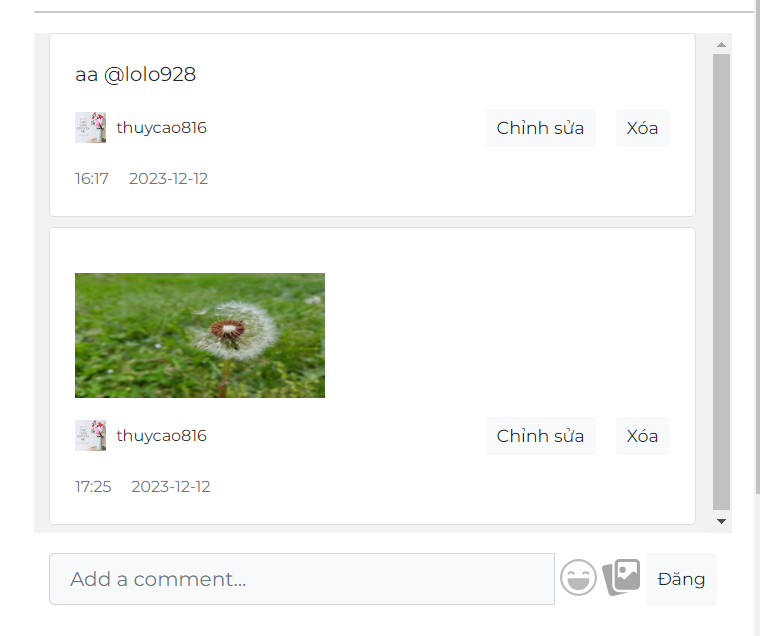 aa @lolo928
thuycao816 Chỉnh sửa Xóa
16:17 2023-12-12
thuycao816 Chỉnh sửa Xóa
17:25 2023-12-12
Add a comment... Đăng